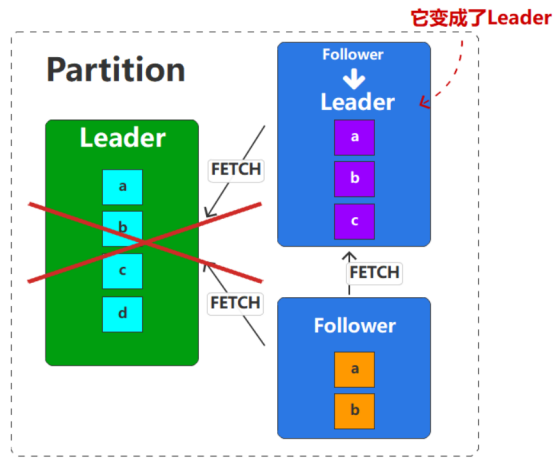 它变成了Leader
Partition
Leader
a
b
c
d
FETCH
FETCH
Follower
Leader
a
b
c
FETCH
Follower
a
b